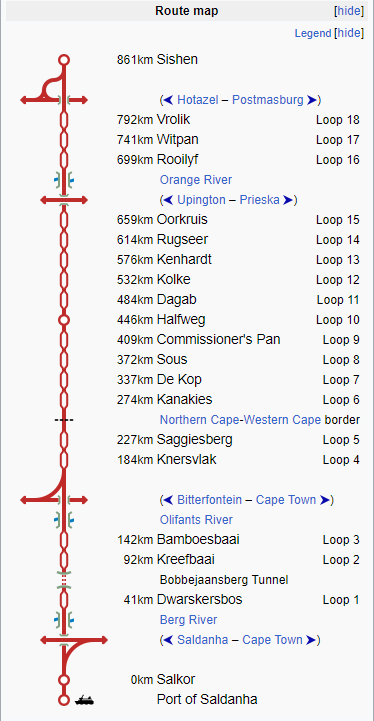 Route map [hide]
Legend [hide]
861km Sishen
(⮜ Hotazel – Postmasburg ⮞)
792km Vrolik Loop 18
741km Witpan Loop 17
699km Rooilyf Loop 16
Orange River
(⮜ Upington – Prieska ⮞)
659km Oorkruis Loop 15
614km Rugseer Loop 14
576km Kenhardt Loop 13
532km Kolke Loop 12
484km Dagab Loop 11
446km Halfweg Loop 10
409km Commissioner's Pan Loop 9
372km Sous Loop 8
337km De Kop Loop 7
274km Kanakies Loop 6
Northern Cape-Western Cape border
227km Saggiesberg Loop 5
184km Knersvlak Loop 4
(⮜ Bitterfontein – Cape Town ⮞)
Olifants River
142km Bamboesbaai Loop 3
92km Kreefbaai Loop 2
Bobbejaansberg Tunnel
41km Dwarskersbos Loop 1
Berg River
(⮜ Saldanha – Cape Town ⮞)
0km Salkor
Port of Saldanha